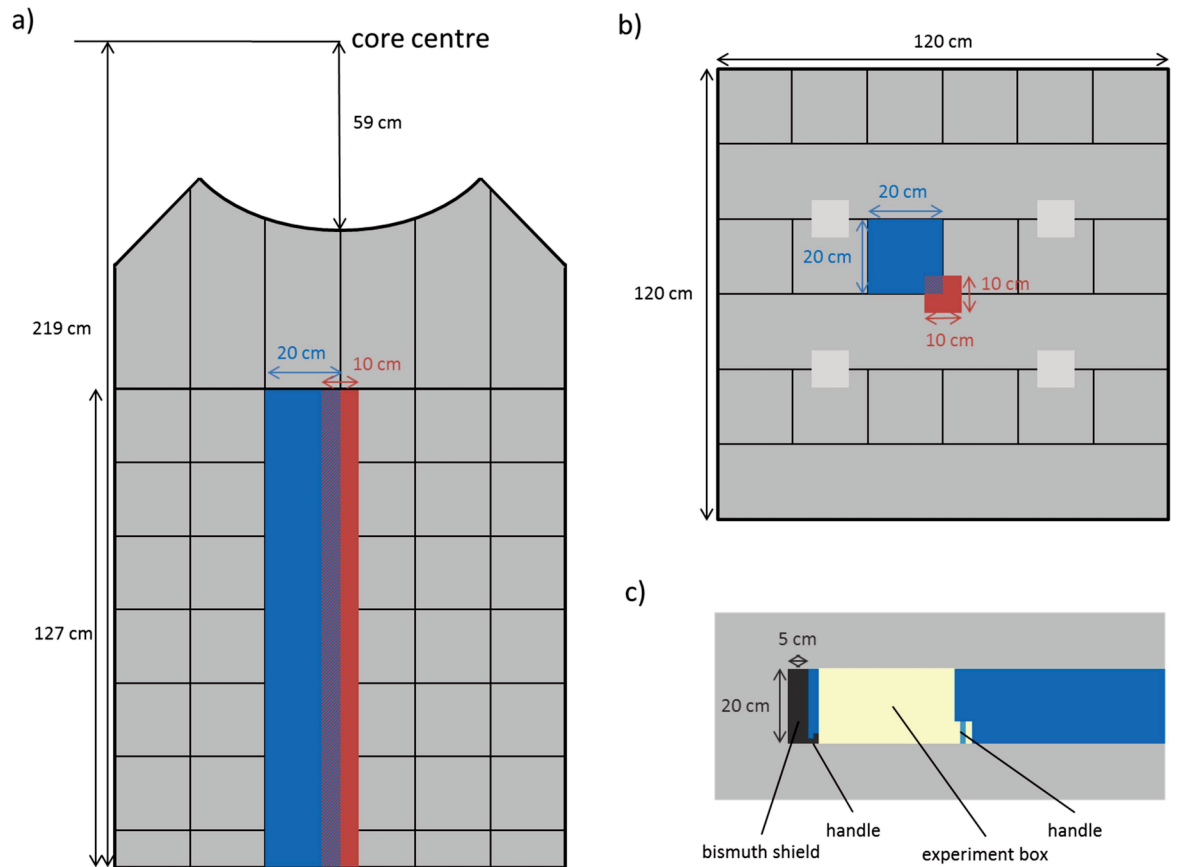 a)
core centre
59 cm
219 cm
20 cm
10 cm
127 cm
b)
120 cm
20 cm
20 cm
120 cm
10 cm
10 cm
c)
5 cm
20 cm
handle
handle
bismuth shield
experiment box